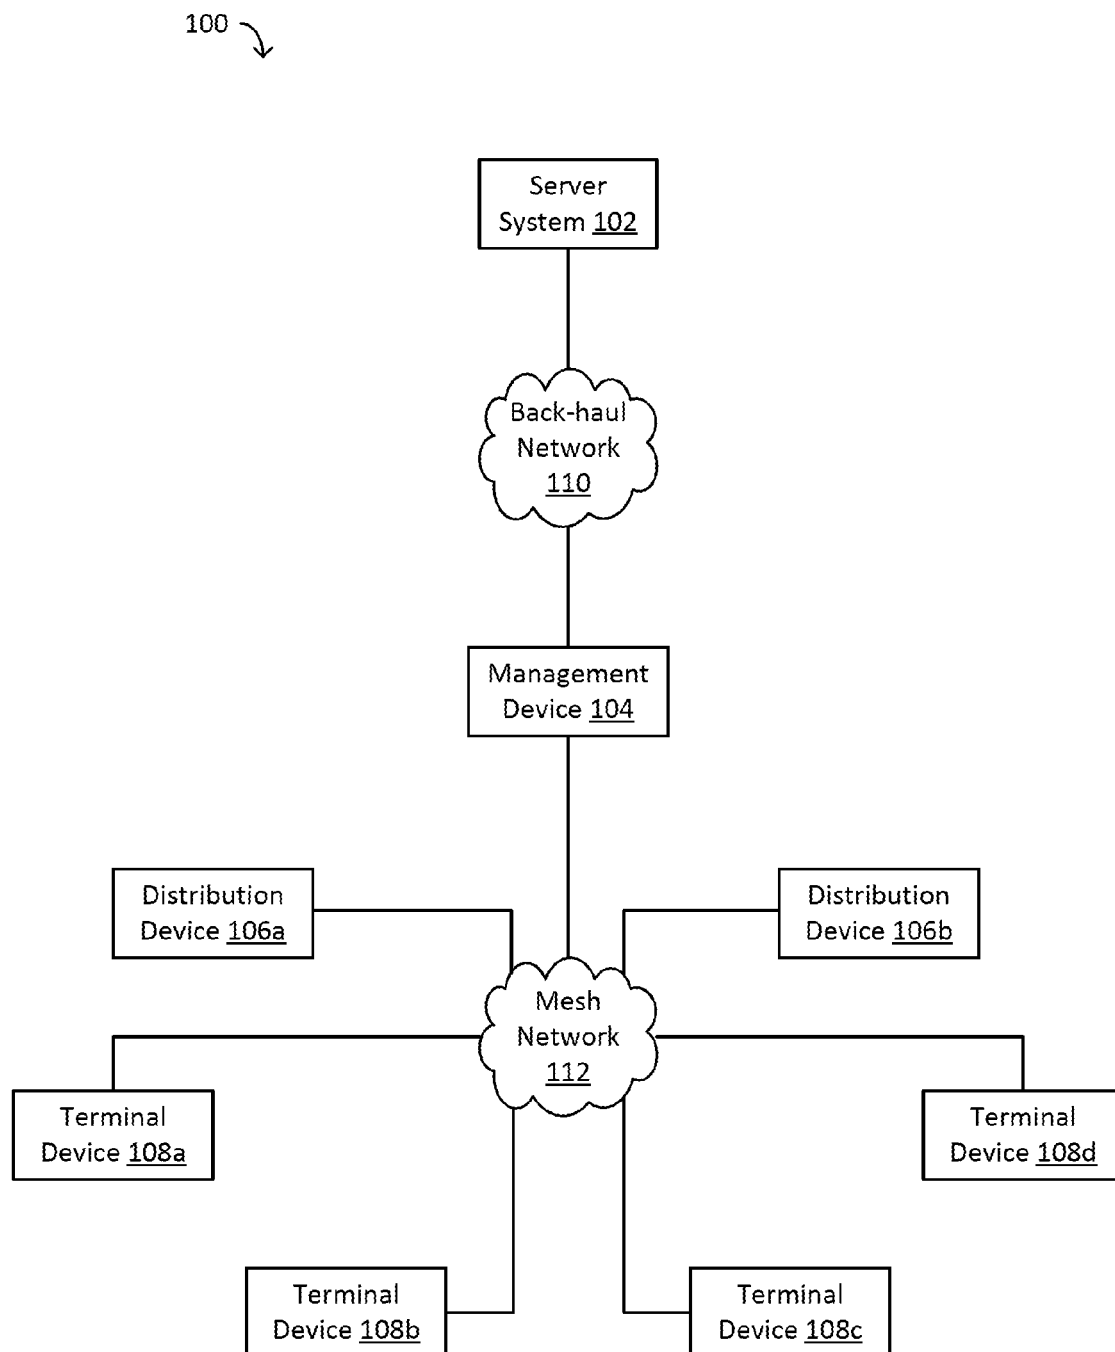 100
Server
System 102
Back-haul
Network
110
Management
Device 104
Distribution
Device 106a
Distribution
Device 106b
Mesh
Network
112
Terminal
Device 108a
Terminal
Device 108d
Terminal
Device 108b
Terminal
Device 108c